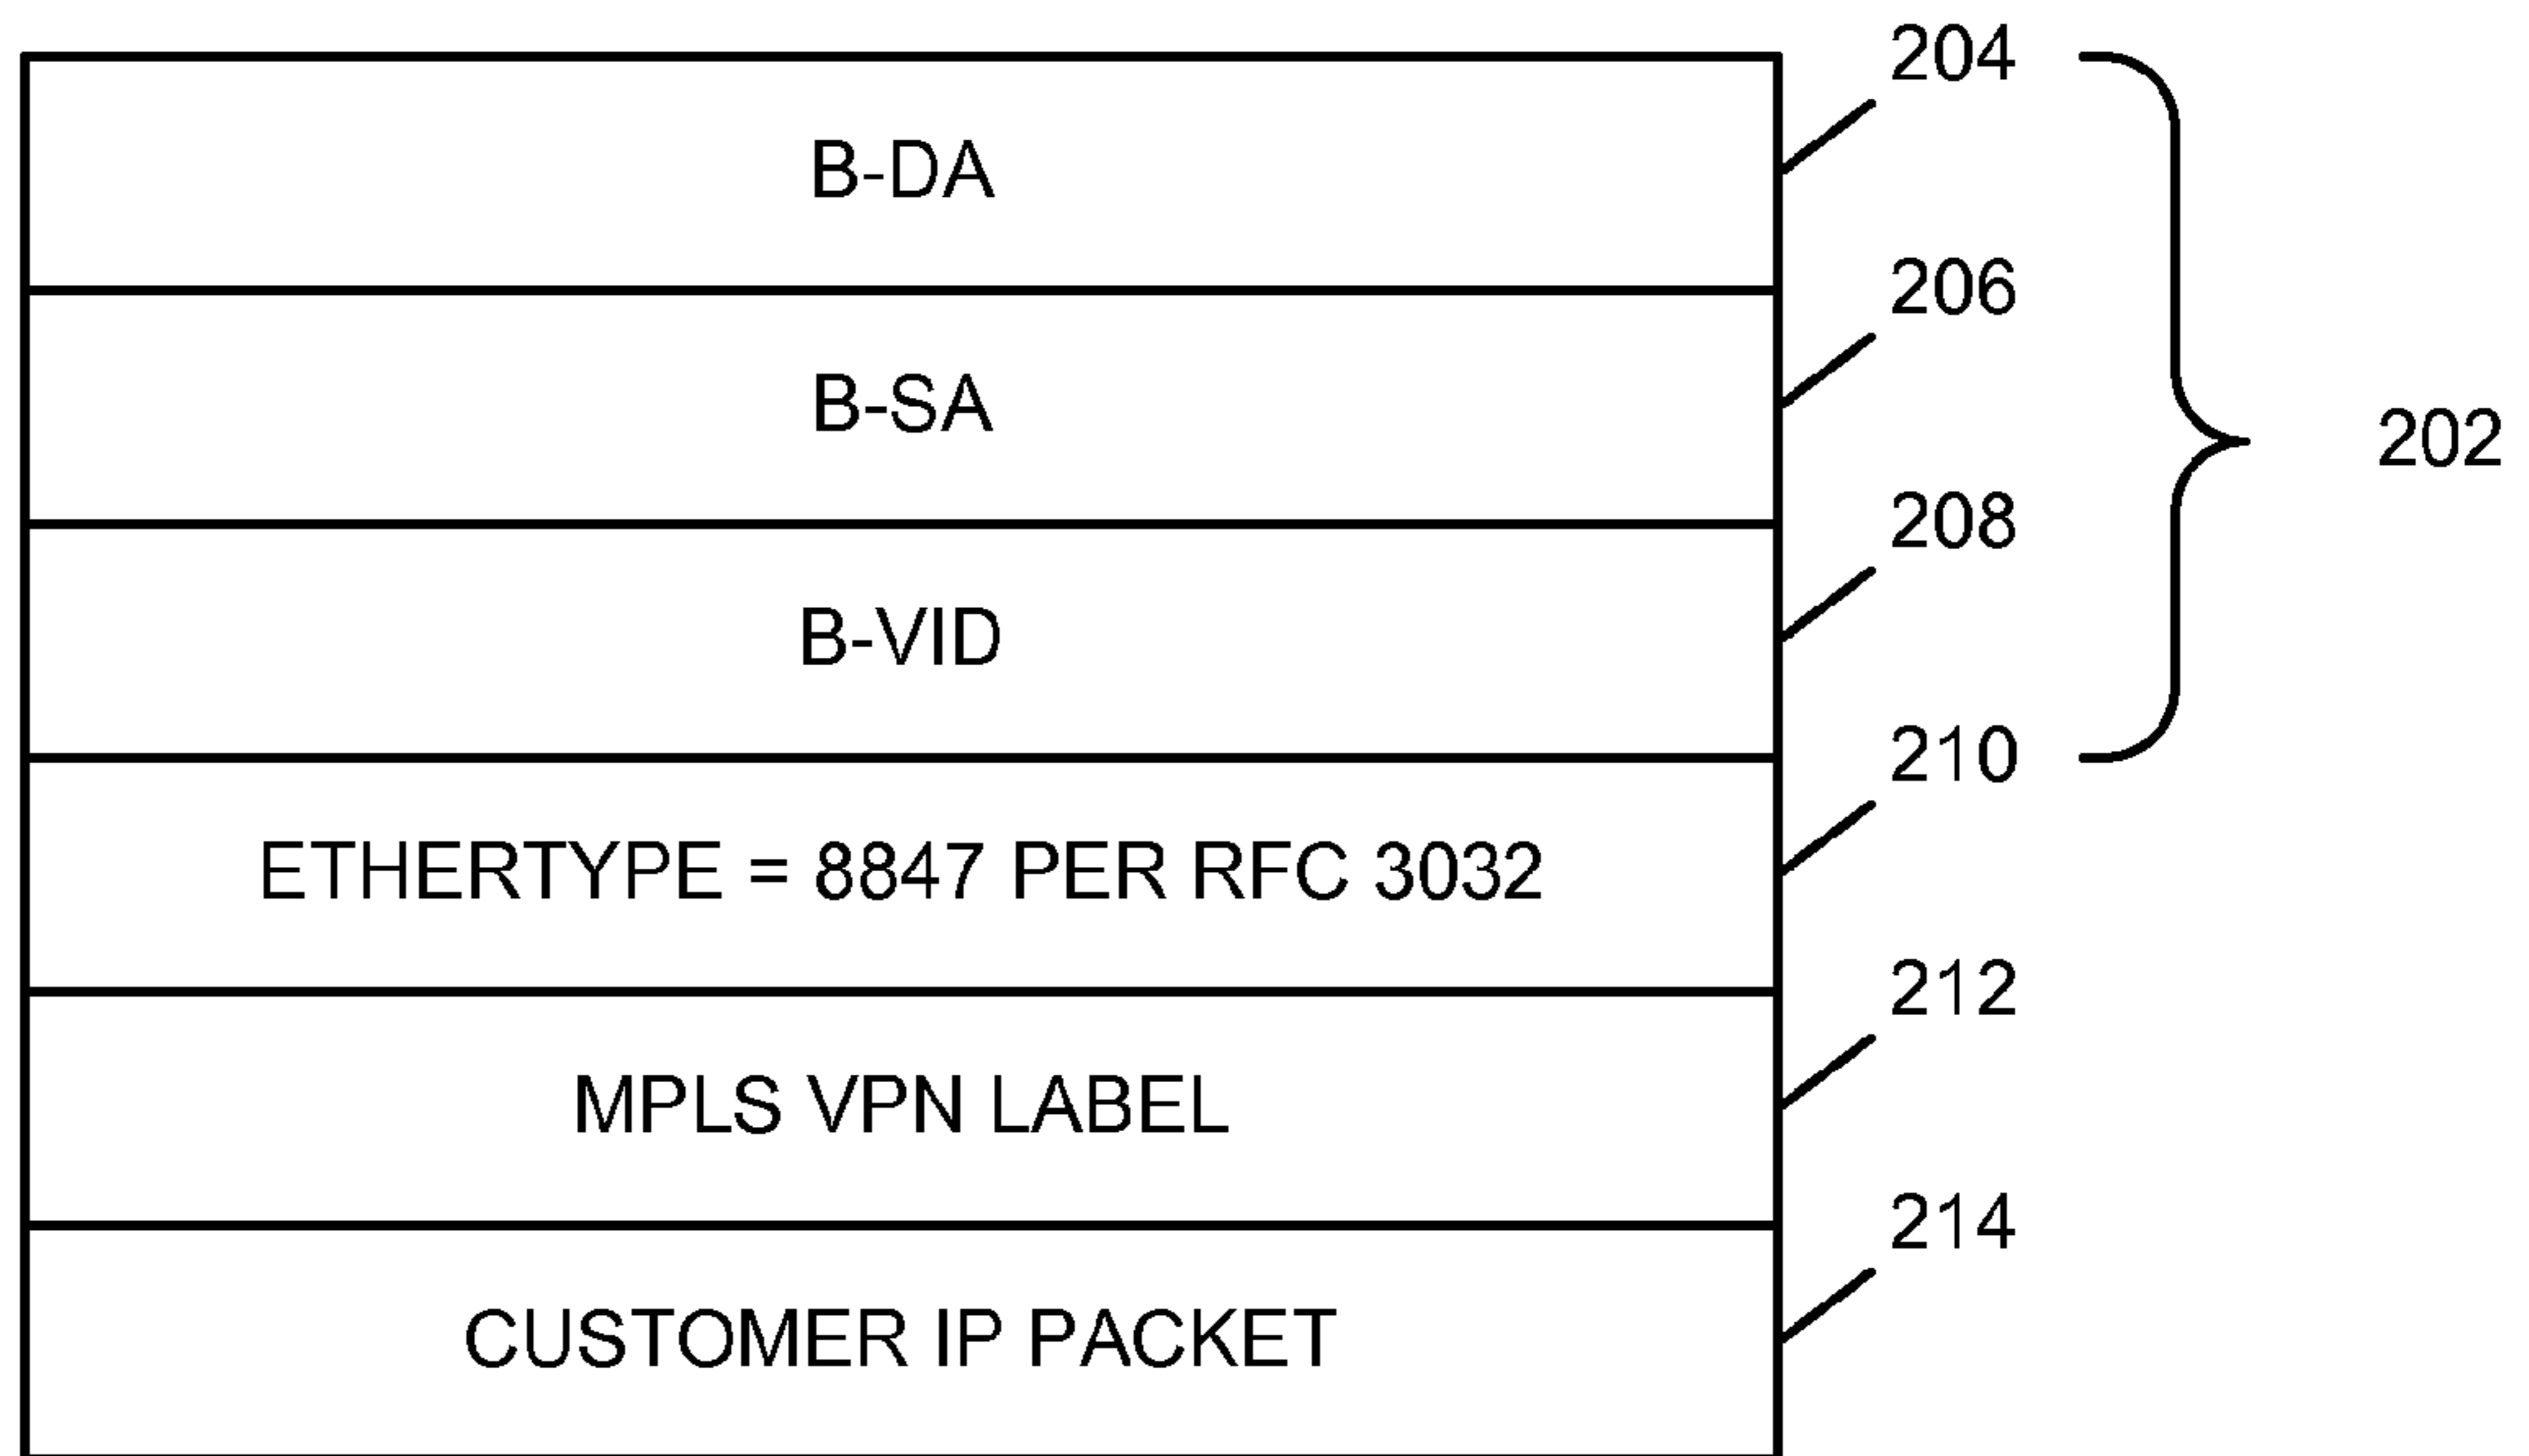 204
B-DA
206
B-SA
202
208
B-VID
210
ETHERTYPE = 8847 PER RFC 3032
212
MPLS VPN LABEL
214
CUSTOMER IP PACKET